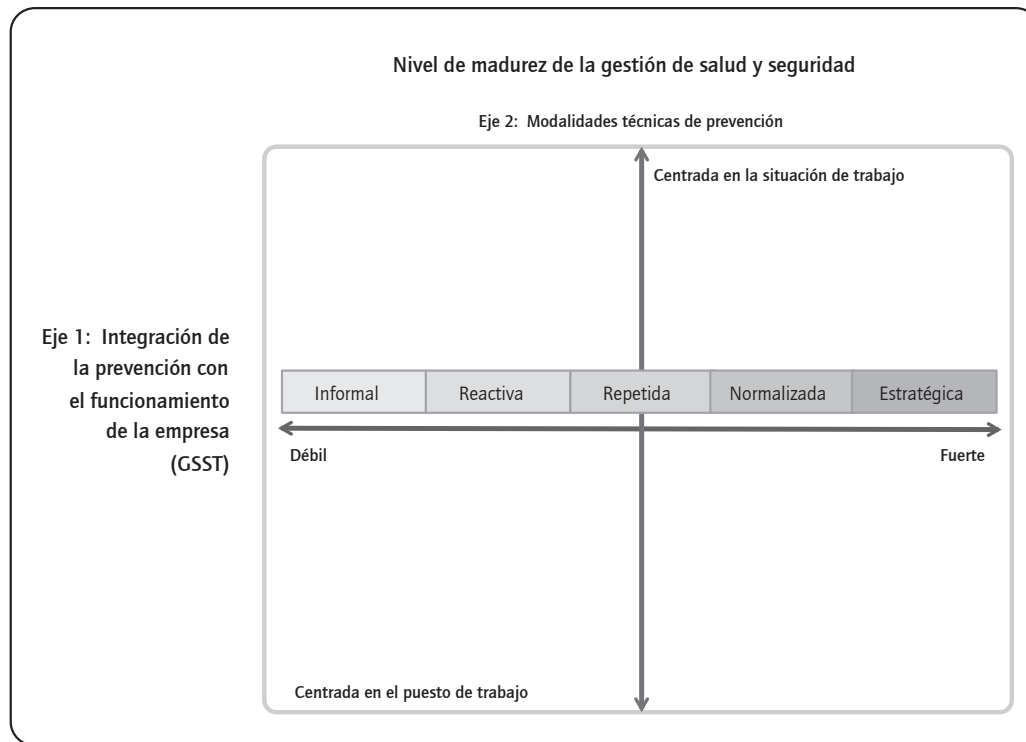 Nivel de madurez de la gestión de salud y seguridad
Eje 2: Modalidades técnicas de prevención
Centrada en la situación de trabajo
Eje 1: Integración de
la prevención con
el funcionamiento
de la empresa
(GSST)
Informal Reactiva Repetida Normalizada Estratégica
Débil Fuerte
Centrada en el puesto de trabajo